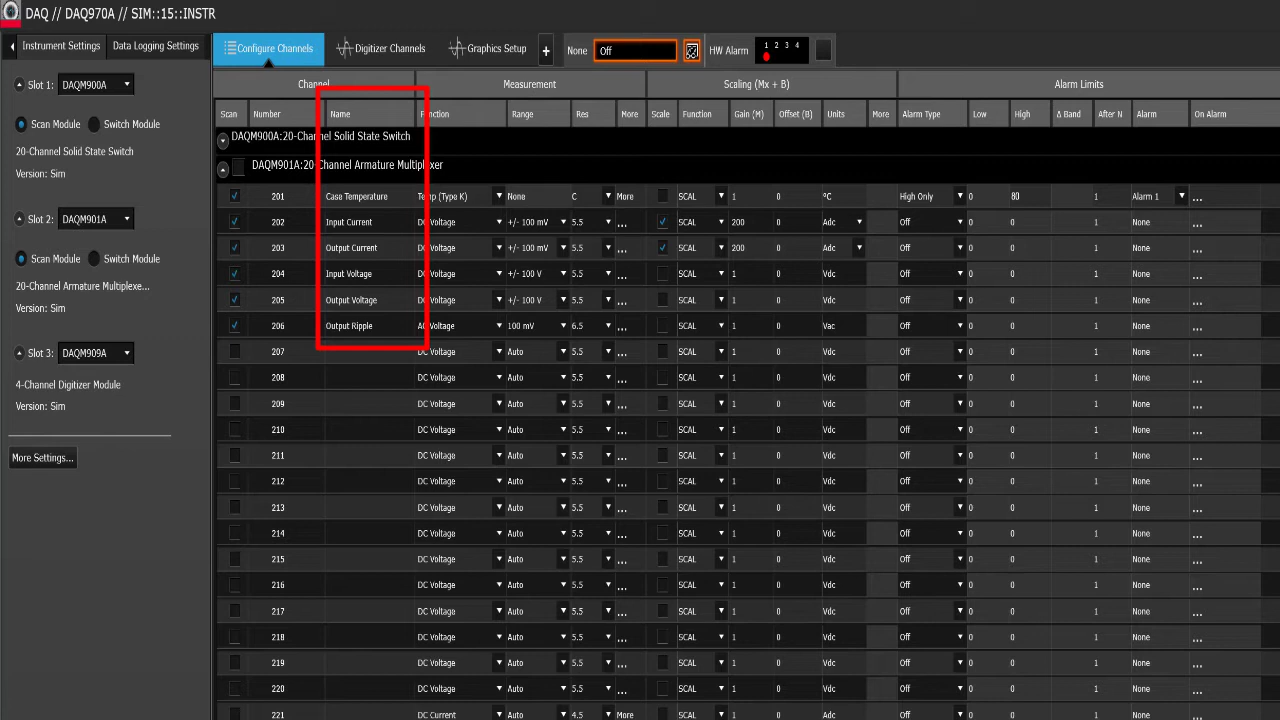 DAQ // DAQ970A // SIM::15::INSTR
Instrument Settings Data Logging Settings Configure Channels Digitizer Channels Graphics Setup + None Off HW Alarm 1 2 3 4
Slot 1: DAQM900A
Scan Module Switch Module
20-Channel Solid State Switch
Version: Sim
Slot 2: DAQM901A
Scan Module Switch Module
20-Channel Armature Multiplexe...
Version: Sim
Slot 3: DAQM909A
4-Channel Digitizer Module
Version: Sim
More Settings...
Channel Measurement Scaling (Mx + B) Alarm Limits
Scan Number Name Function Range Res More Scale Function Gain (M) Offset (B) Units More Alarm Type Low High Δ Band After N Alarm On Alarm
DAQM900A:20-Channel Solid State Switch
DAQM901A:20-Channel Armature Multiplexer
201 Case Temperature Temp (Type K) None C More SCAL 1 0 °C High Only 0 80 1 Alarm 1 ...
202 Input Current DC Voltage +/- 100 mV 5.5 ... SCAL 200 0 Adc Off 0 0 1 None ...
203 Output Current DC Voltage +/- 100 mV 5.5 ... SCAL 200 0 Adc Off 0 0 1 None ...
204 Input Voltage DC Voltage +/- 100 V 5.5 ... SCAL 1 0 Vdc Off 0 0 1 None ...
205 Output Voltage DC Voltage +/- 100 V 5.5 ... SCAL 1 0 Vdc Off 0 0 1 None ...
206 Output Ripple AC Voltage 100 mV 6.5 ... SCAL 1 0 Vac Off 0 0 1 None ...
207 DC Voltage Auto 5.5 ... SCAL 1 0 Vdc Off 0 0 1 None ...
208 DC Voltage Auto 5.5 ... SCAL 1 0 Vdc Off 0 0 1 None ...
209 DC Voltage Auto 5.5 ... SCAL 1 0 Vdc Off 0 0 1 None ...
210 DC Voltage Auto 5.5 ... SCAL 1 0 Vdc Off 0 0 1 None ...
211 DC Voltage Auto 5.5 ... SCAL 1 0 Vdc Off 0 0 1 None ...
212 DC Voltage Auto 5.5 ... SCAL 1 0 Vdc Off 0 0 1 None ...
213 DC Voltage Auto 5.5 ... SCAL 1 0 Vdc Off 0 0 1 None ...
214 DC Voltage Auto 5.5 ... SCAL 1 0 Vdc Off 0 0 1 None ...
215 DC Voltage Auto 5.5 ... SCAL 1 0 Vdc Off 0 0 1 None ...
216 DC Voltage Auto 5.5 ... SCAL 1 0 Vdc Off 0 0 1 None ...
217 DC Voltage Auto 5.5 ... SCAL 1 0 Vdc Off 0 0 1 None ...
218 DC Voltage Auto 5.5 ... SCAL 1 0 Vdc Off 0 0 1 None ...
219 DC Voltage Auto 5.5 ... SCAL 1 0 Vdc Off 0 0 1 None ...
220 DC Voltage Auto 5.5 ... SCAL 1 0 Vdc Off 0 0 1 None ...
221 DC Current Auto 4.5 More SCAL 1 0 Adc Off 0 0 1 None ...